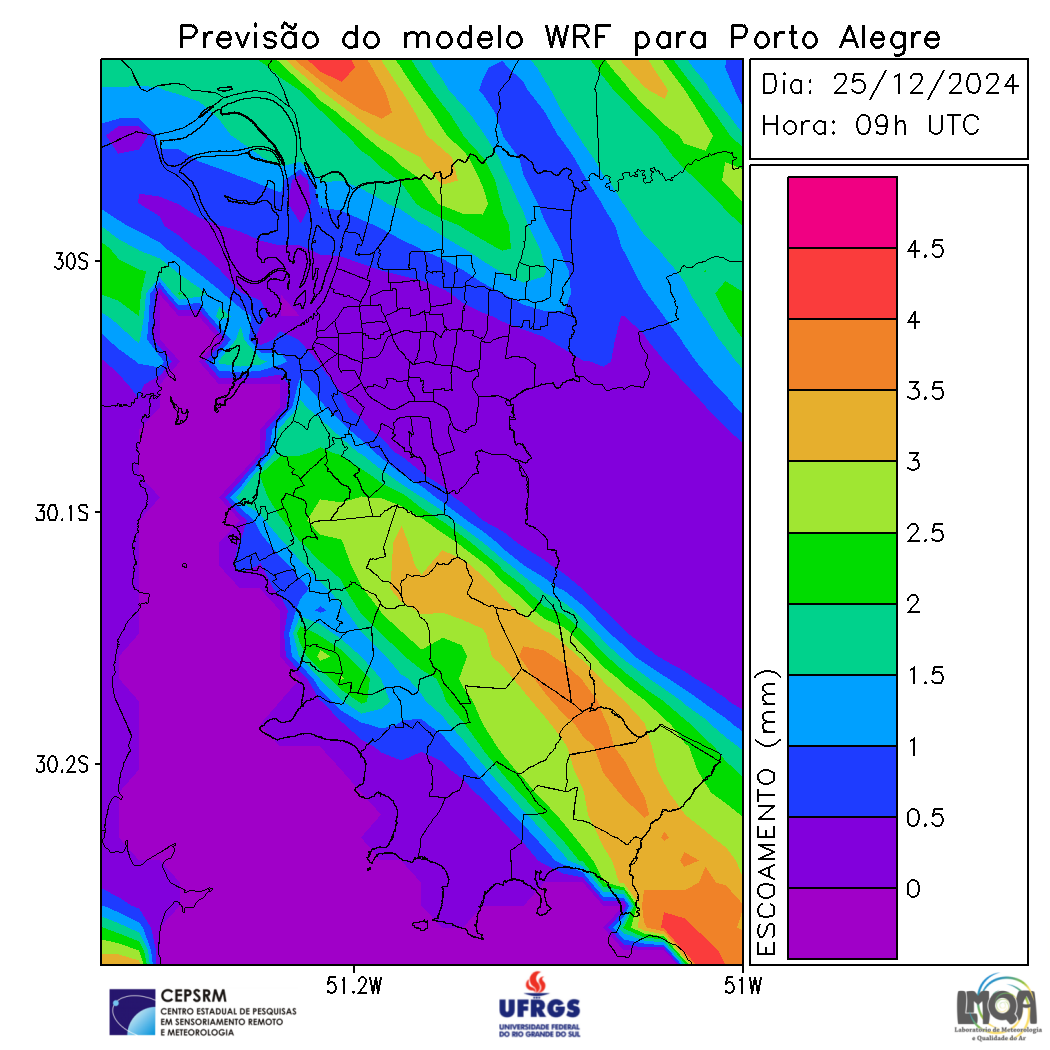 Previsão do modelo WRF para Porto Alegre
Dia: 25/12/2024
Hora: 09h UTC
30S
30.1S
30.2S
51.2W
51W
ESCOAMENTO (mm)
4.5
4
3.5
3
2.5
2
1.5
1
0.5
0
CEPSRM
CENTRO ESTADUAL DE PESQUISAS
EM SENSORIAMENTO REMOTO
E METEOROLOGIA
UFRGS
UNIVERSIDADE FEDERAL
DO RIO GRANDE DO SUL
LMQA
Laboratório de Meteorologia
e Qualidade do Ar